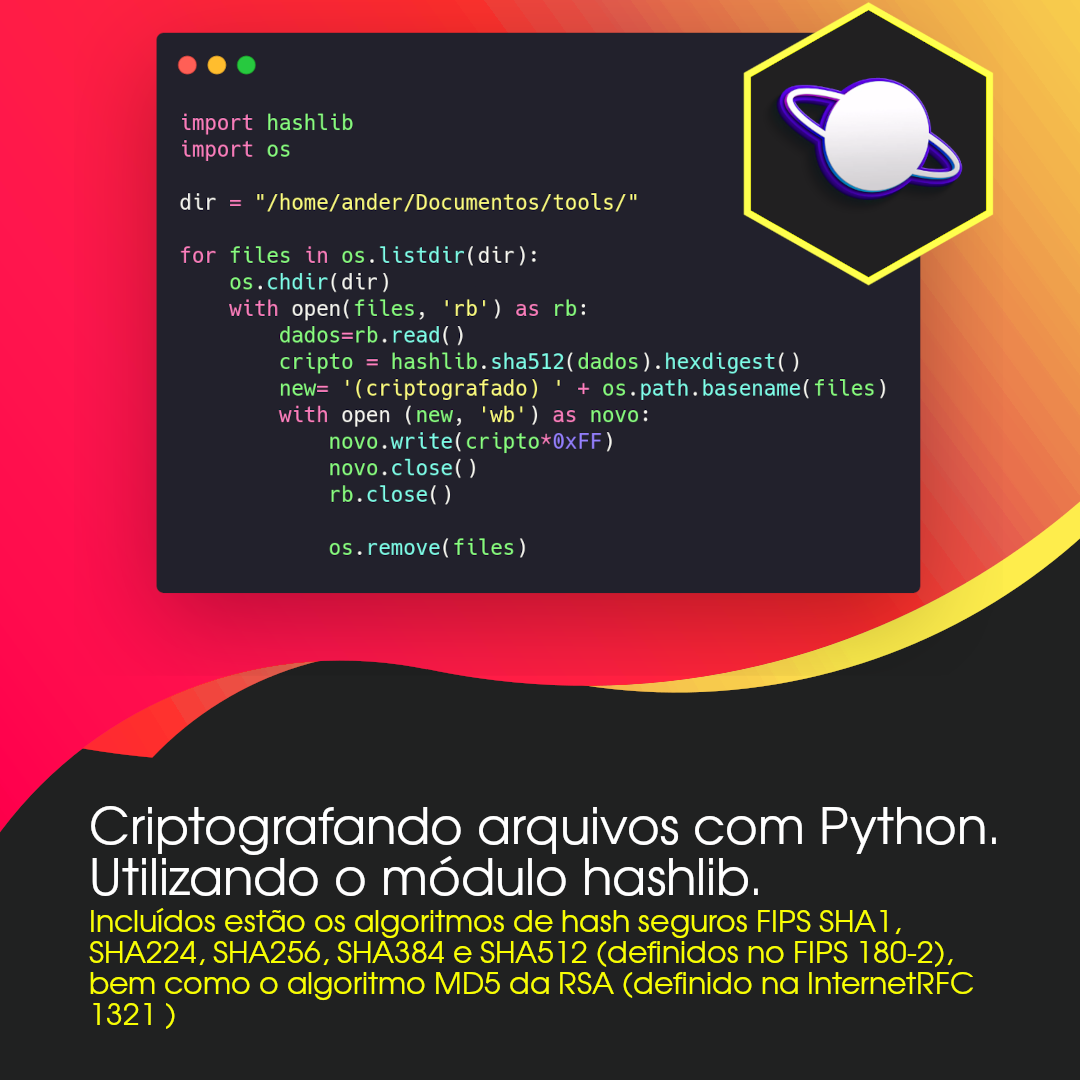 import hashlib
import os
dir = "/home/ander/Documentos/tools/"
for files in os.listdir(dir):
    os.chdir(dir)
    with open(files, 'rb') as rb:
        dados=rb.read()
        cripto = hashlib.sha512(dados).hexdigest()
        new= '(criptografado) ' + os.path.basename(files)
        with open (new, 'wb') as novo:
            novo.write(cripto*0xFF)
            novo.close()
            rb.close()
            os.remove(files)
Criptografando arquivos com Python.
Utilizando o módulo hashlib.
Incluídos estão os algoritmos de hash seguros FIPS SHA1,
SHA224, SHA256, SHA384 e SHA512 (definidos no FIPS 180-2),
bem como o algoritmo MD5 da RSA (definido na InternetRFC
1321 )